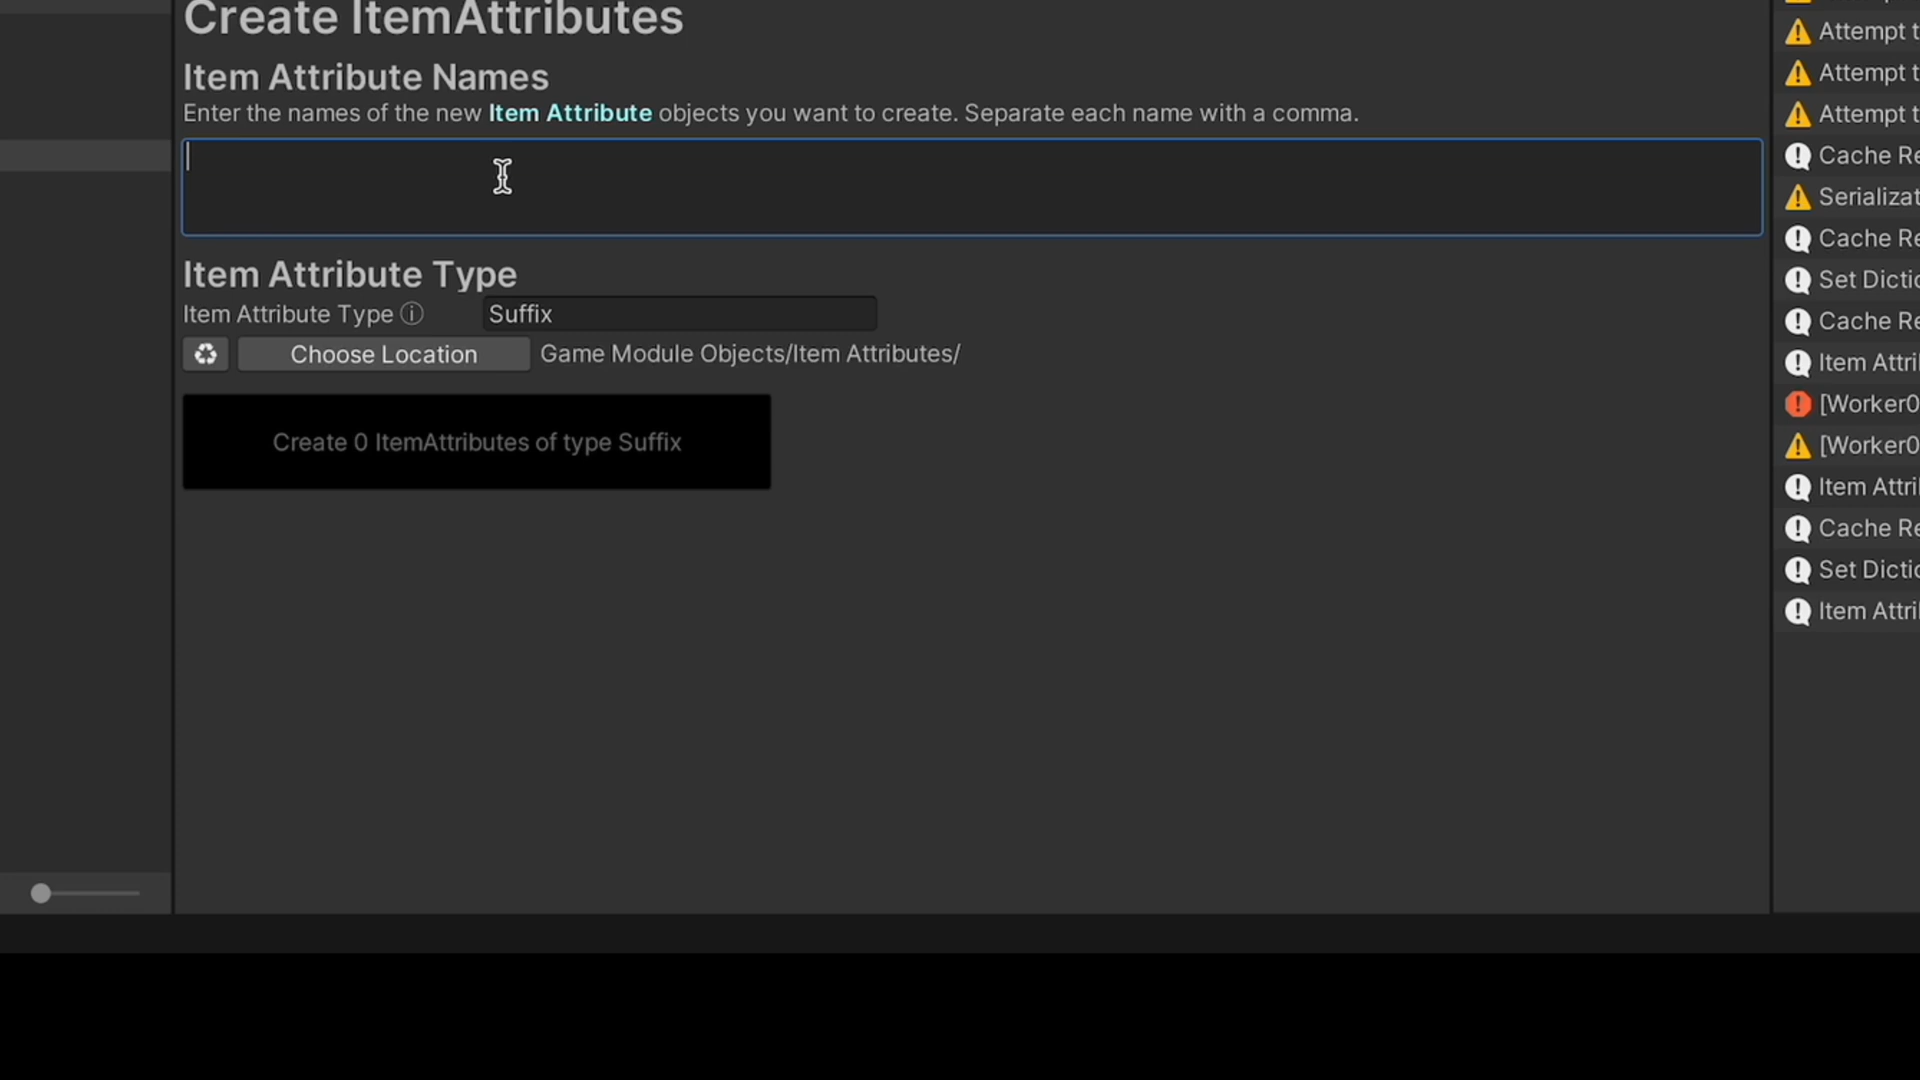 Create ItemAttributes
Item Attribute Names
Enter the names of the new Item Attribute objects you want to create. Separate each name with a comma.
Item Attribute Type
Item Attribute Type
Suffix
Choose Location
Game Module Objects/Item Attributes/
Create 0 ItemAttributes of type Suffix
Attempt t
Attempt t
Attempt t
Cache Re
Serializat
Cache Re
Set Dictio
Cache Re
Item Attri
[Worker0
[Worker0
Item Attri
Cache Re
Set Dictio
Item Attri